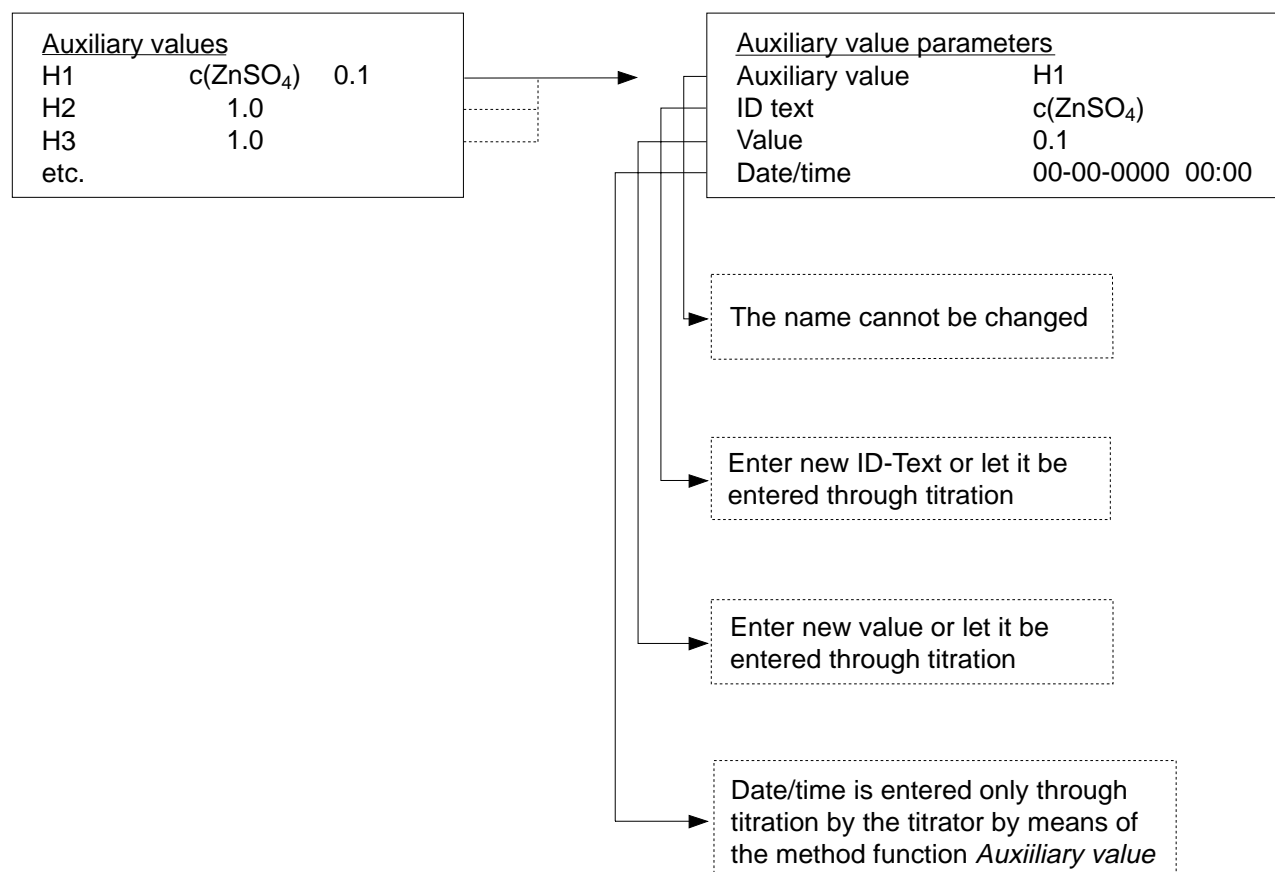 Auxiliary values
H1 c(ZnSO₄) 0.1
H2 1.0
H3 1.0
etc.
Auxiliary value parameters
Auxiliary value H1
ID text c(ZnSO₄)
Value 0.1
Date/time 00-00-0000 00:00
The name cannot be changed
Enter new ID-Text or let it be
entered through titration
Enter new value or let it be
entered through titration
Date/time is entered only through
titration by the titrator by means of
the method function Auxiiliary value